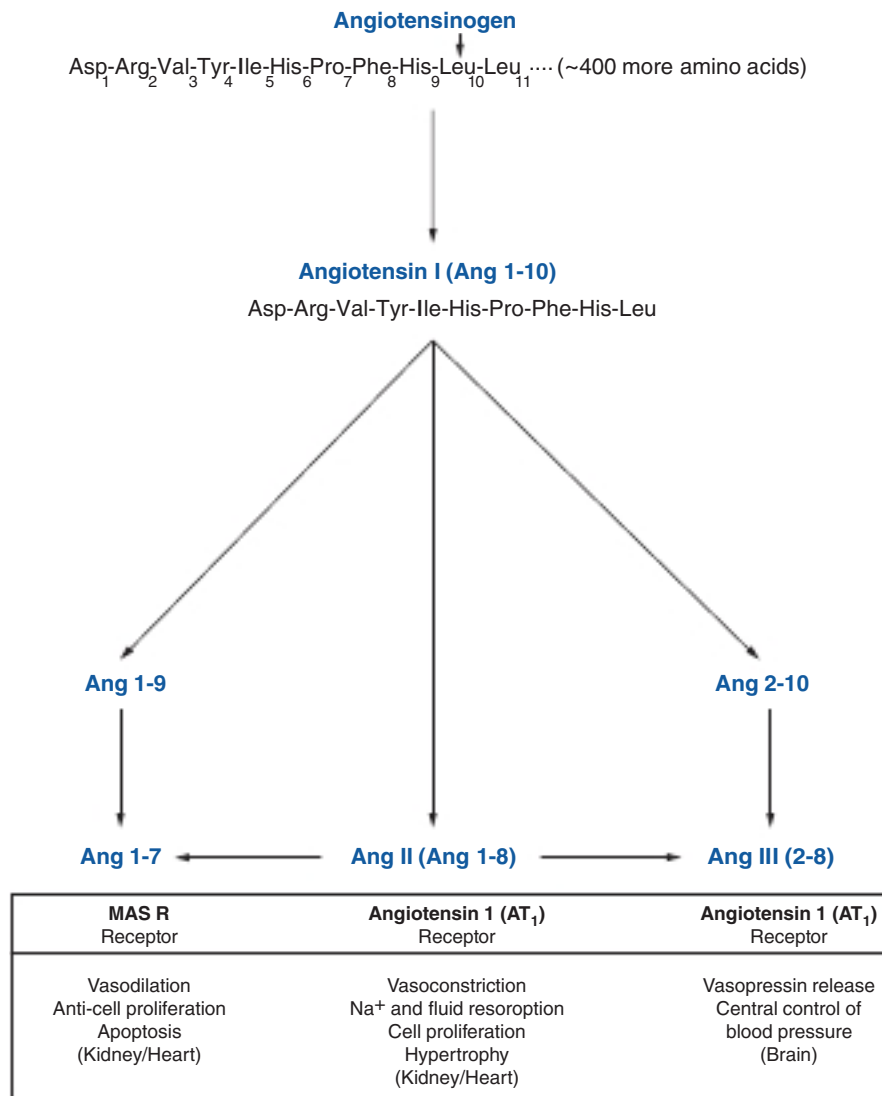 Angiotensinogen
Asp-Arg-Val-Tyr-Ile-His-Pro-Phe-His-Leu-Leu ···· (~400 more amino acids)
1 2 3 4 5 6 7 8 9 10 11
Angiotensin I (Ang 1-10)
Asp-Arg-Val-Tyr-Ile-His-Pro-Phe-His-Leu
Ang 1-9
Ang 2-10
Ang 1-7
Ang II (Ang 1-8)
Ang III (2-8)
MAS R
Receptor
Angiotensin 1 (AT₁)
Receptor
Angiotensin 1 (AT₁)
Receptor
Vasodilation
Anti-cell proliferation
Apoptosis
(Kidney/Heart)
Vasoconstriction
Na⁺ and fluid resoroption
Cell proliferation
Hypertrophy
(Kidney/Heart)
Vasopressin release
Central control of
blood pressure
(Brain)